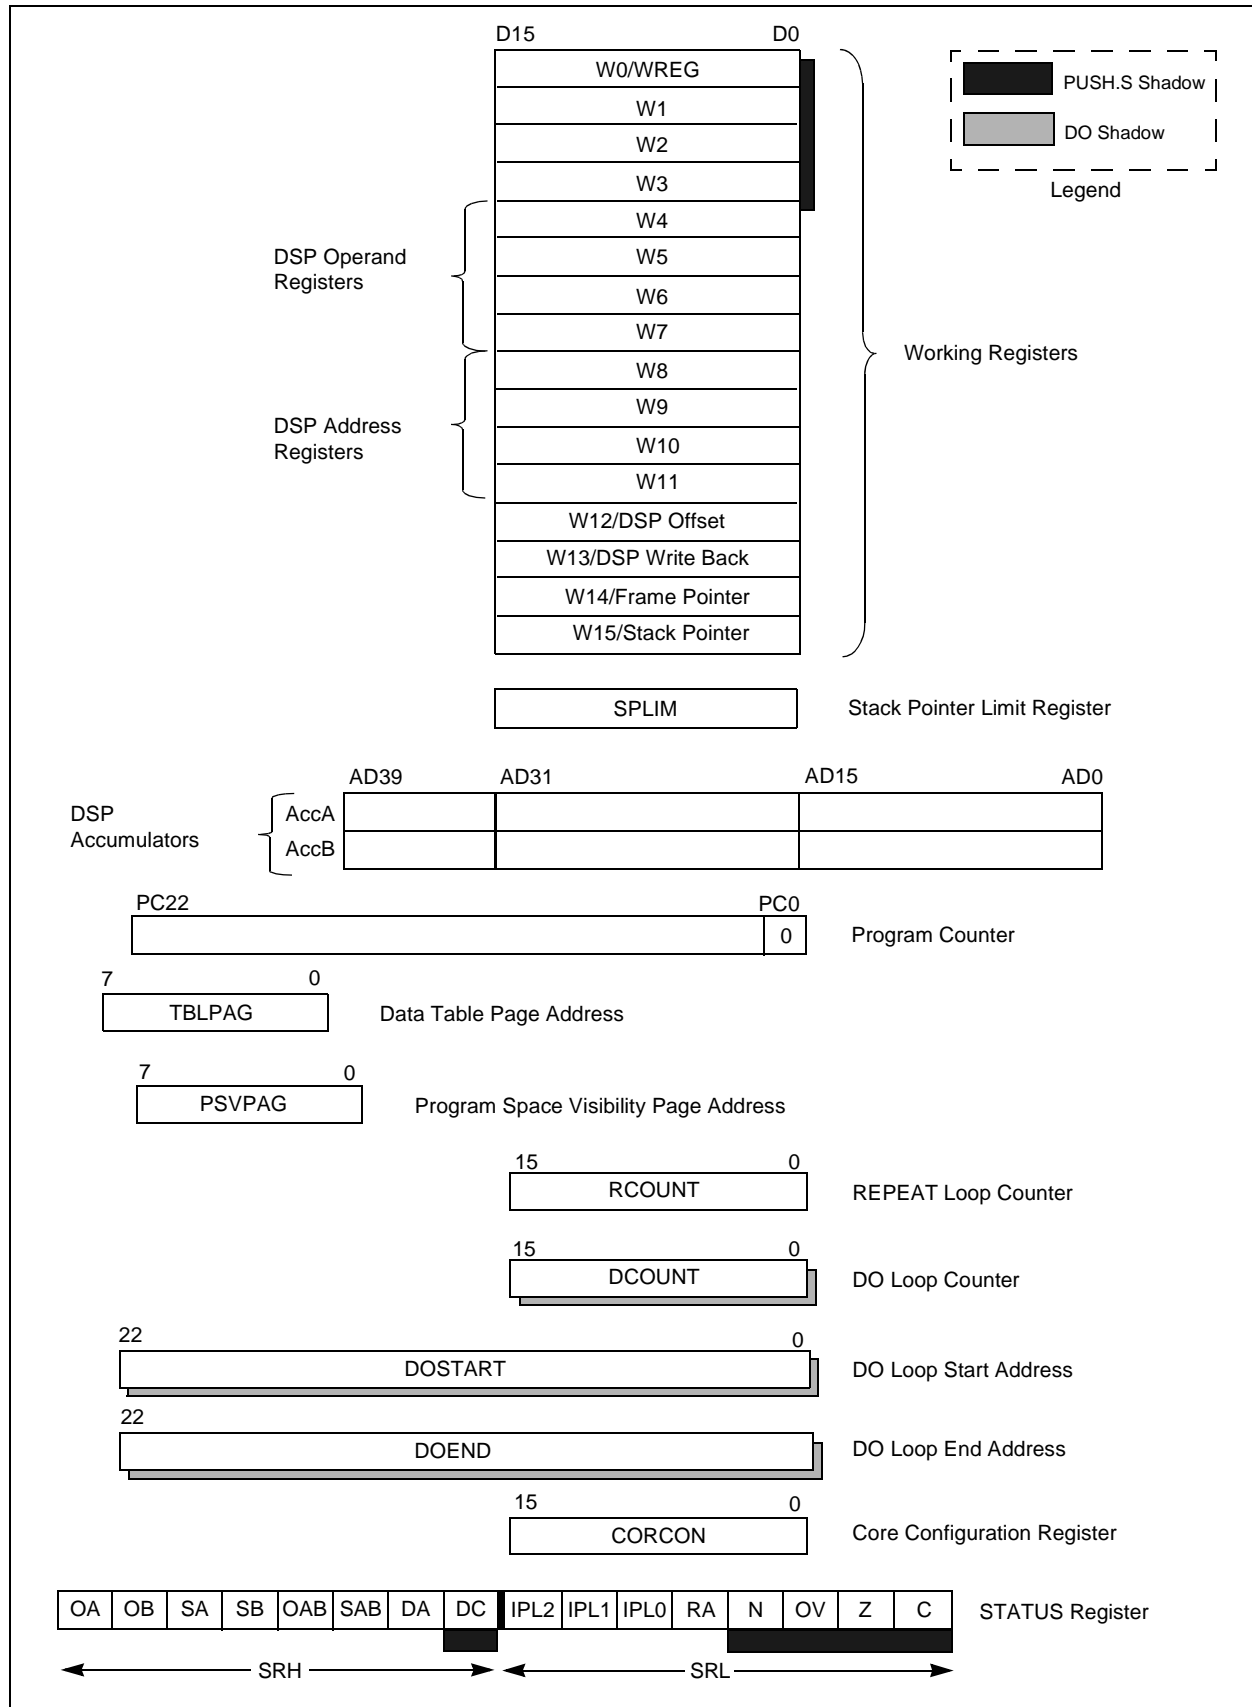 D15 D0
W0/WREG
W1
W2
W3
W4
W5
W6
W7
W8
W9
W10
W11
W12/DSP Offset
W13/DSP Write Back
W14/Frame Pointer
W15/Stack Pointer
PUSH.S Shadow
DO Shadow
Legend
DSP Operand
Registers
DSP Address
Registers
Working Registers
SPLIM
Stack Pointer Limit Register
AD39 AD31 AD15 AD0
DSP
Accumulators
AccA
AccB
PC22 PC0
0
Program Counter
7 0
TBLPAG
Data Table Page Address
7 0
PSVPAG
Program Space Visibility Page Address
15 0
RCOUNT
REPEAT Loop Counter
15 0
DCOUNT
DO Loop Counter
22 0
DOSTART
DO Loop Start Address
22
DOEND
DO Loop End Address
15 0
CORCON
Core Configuration Register
OA OB SA SB OAB SAB DA DC IPL2 IPL1 IPL0 RA N OV Z C
STATUS Register
SRH SRL